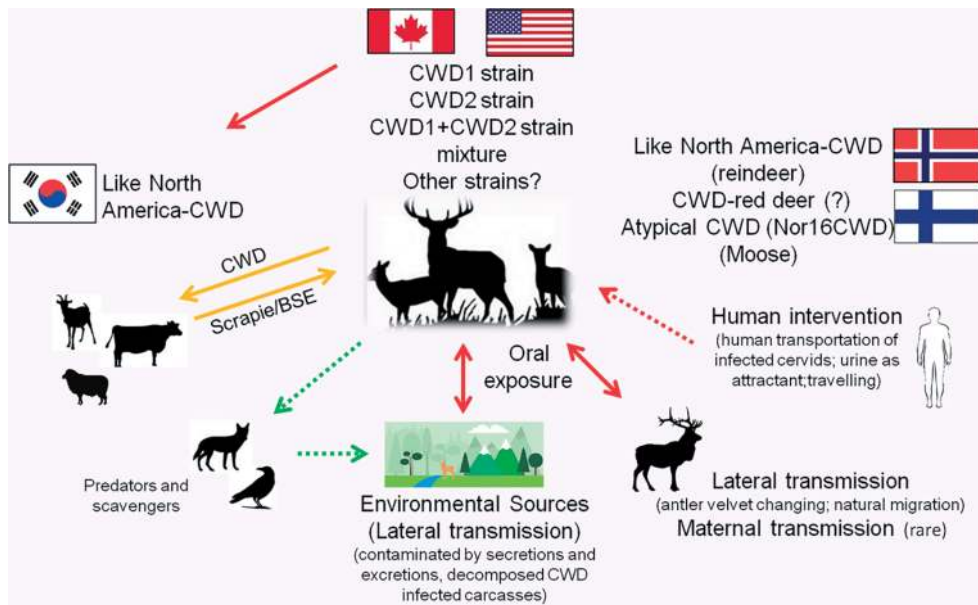 CWD1 strain
CWD2 strain
CWD1+CWD2 strain
mixture
Other strains?
Like North
America-CWD
Like North America-CWD
(reindeer)
CWD-red deer (?)
Atypical CWD (Nor16CWD)
(Moose)
CWD
Scrapie/BSE
Oral
exposure
Human intervention
(human transportation of
infected cervids; urine as
attractant;travelling)
Predators and
scavengers
Environmental Sources
(Lateral transmission)
(contaminated by secretions and
excretions, decomposed CWD
infected carcasses)
Lateral transmission
(antler velvet changing; natural migration)
Maternal transmission (rare)